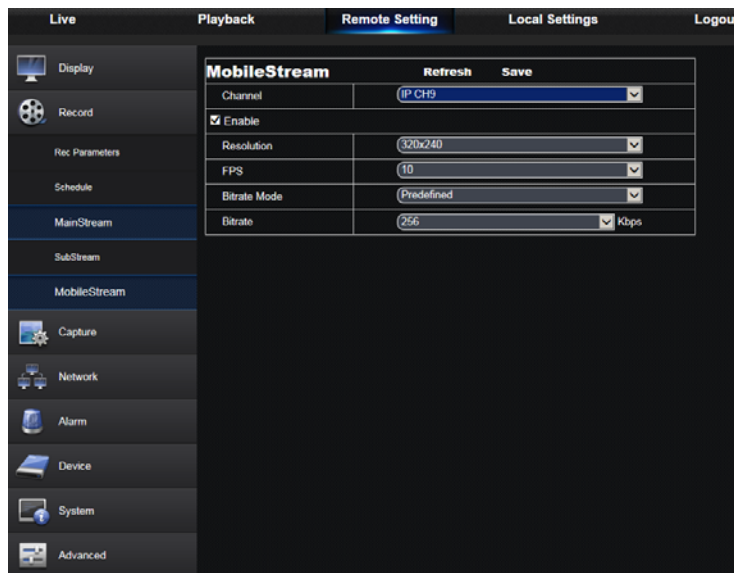 Live Playback Remote Setting Local Settings Logou
Display
Record
Rec Parameters
Schedule
MainStream
SubStream
MobileStream
Capture
Network
Alarm
Device
System
Advanced
MobileStream Refresh Save
Channel IP CH9
Enable
Resolution 320x240
FPS 10
Bitrate Mode Predefined
Bitrate 256 Kbps